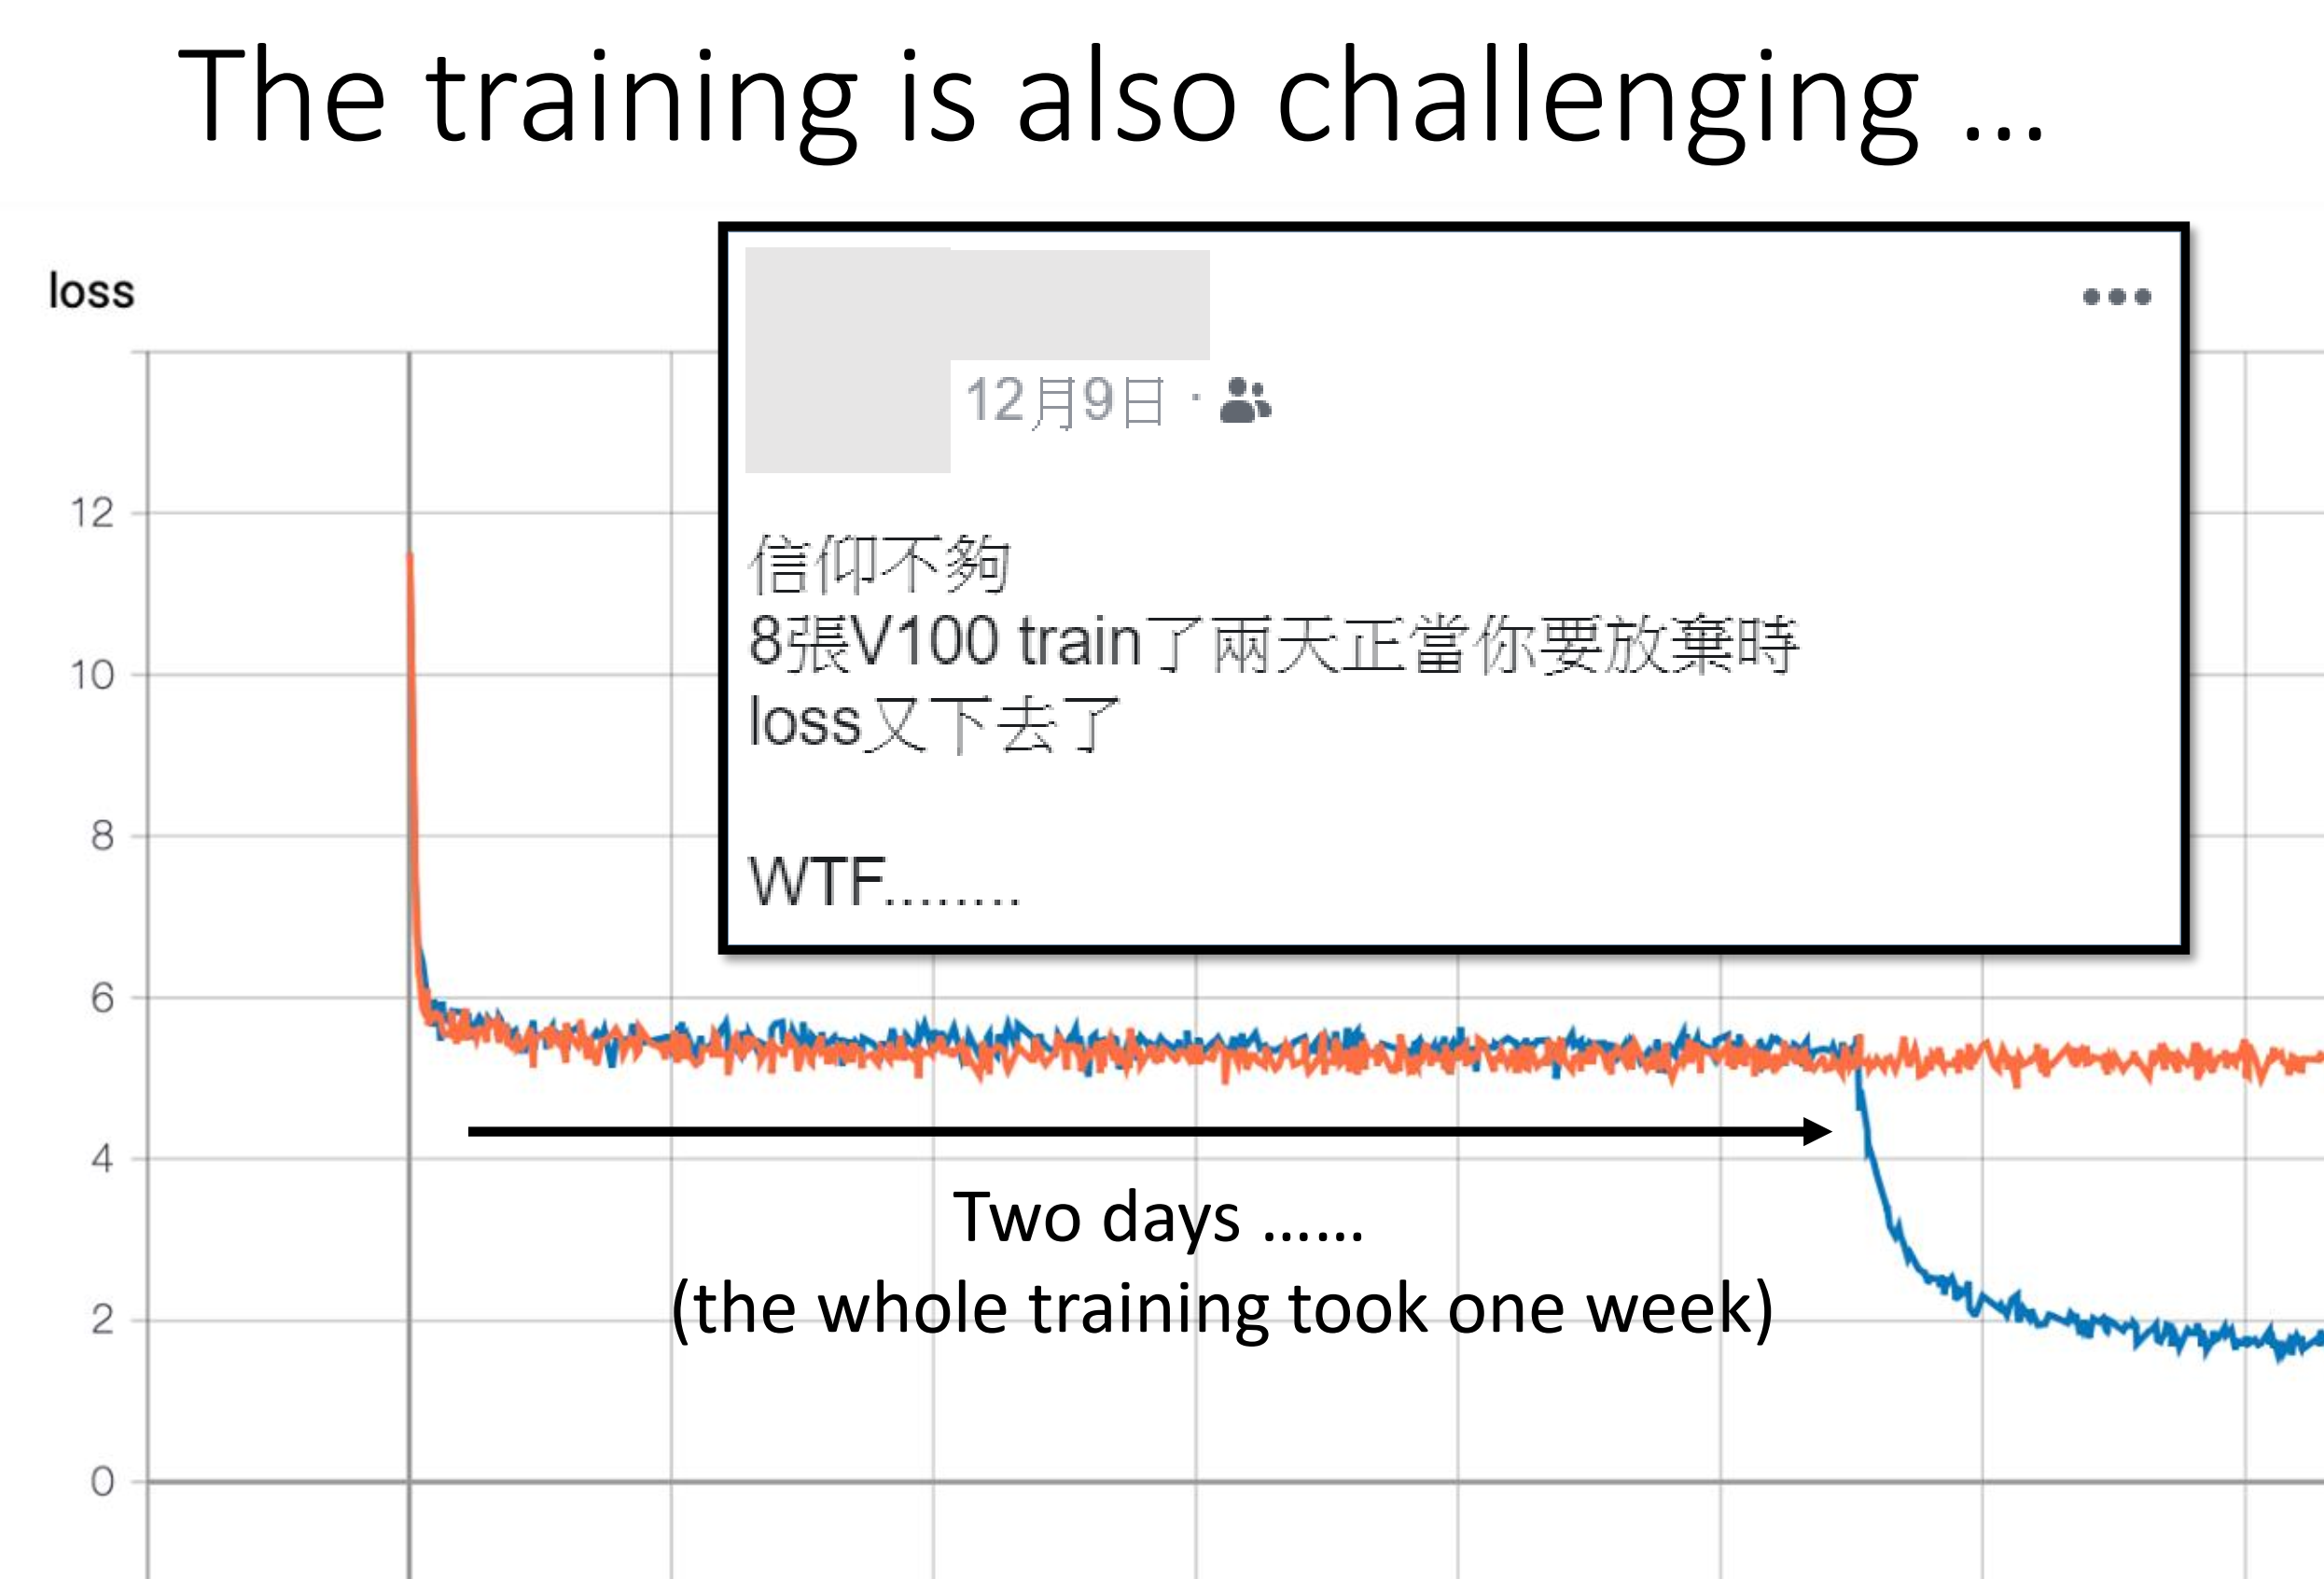 The training is also challenging ...
loss
12月9日 ·
信仰不夠
8張V100 train了兩天正當你要放棄時
loss又下去了
WTF........
12
10
8
6
4
2
0
Two days ......
(the whole training took one week)